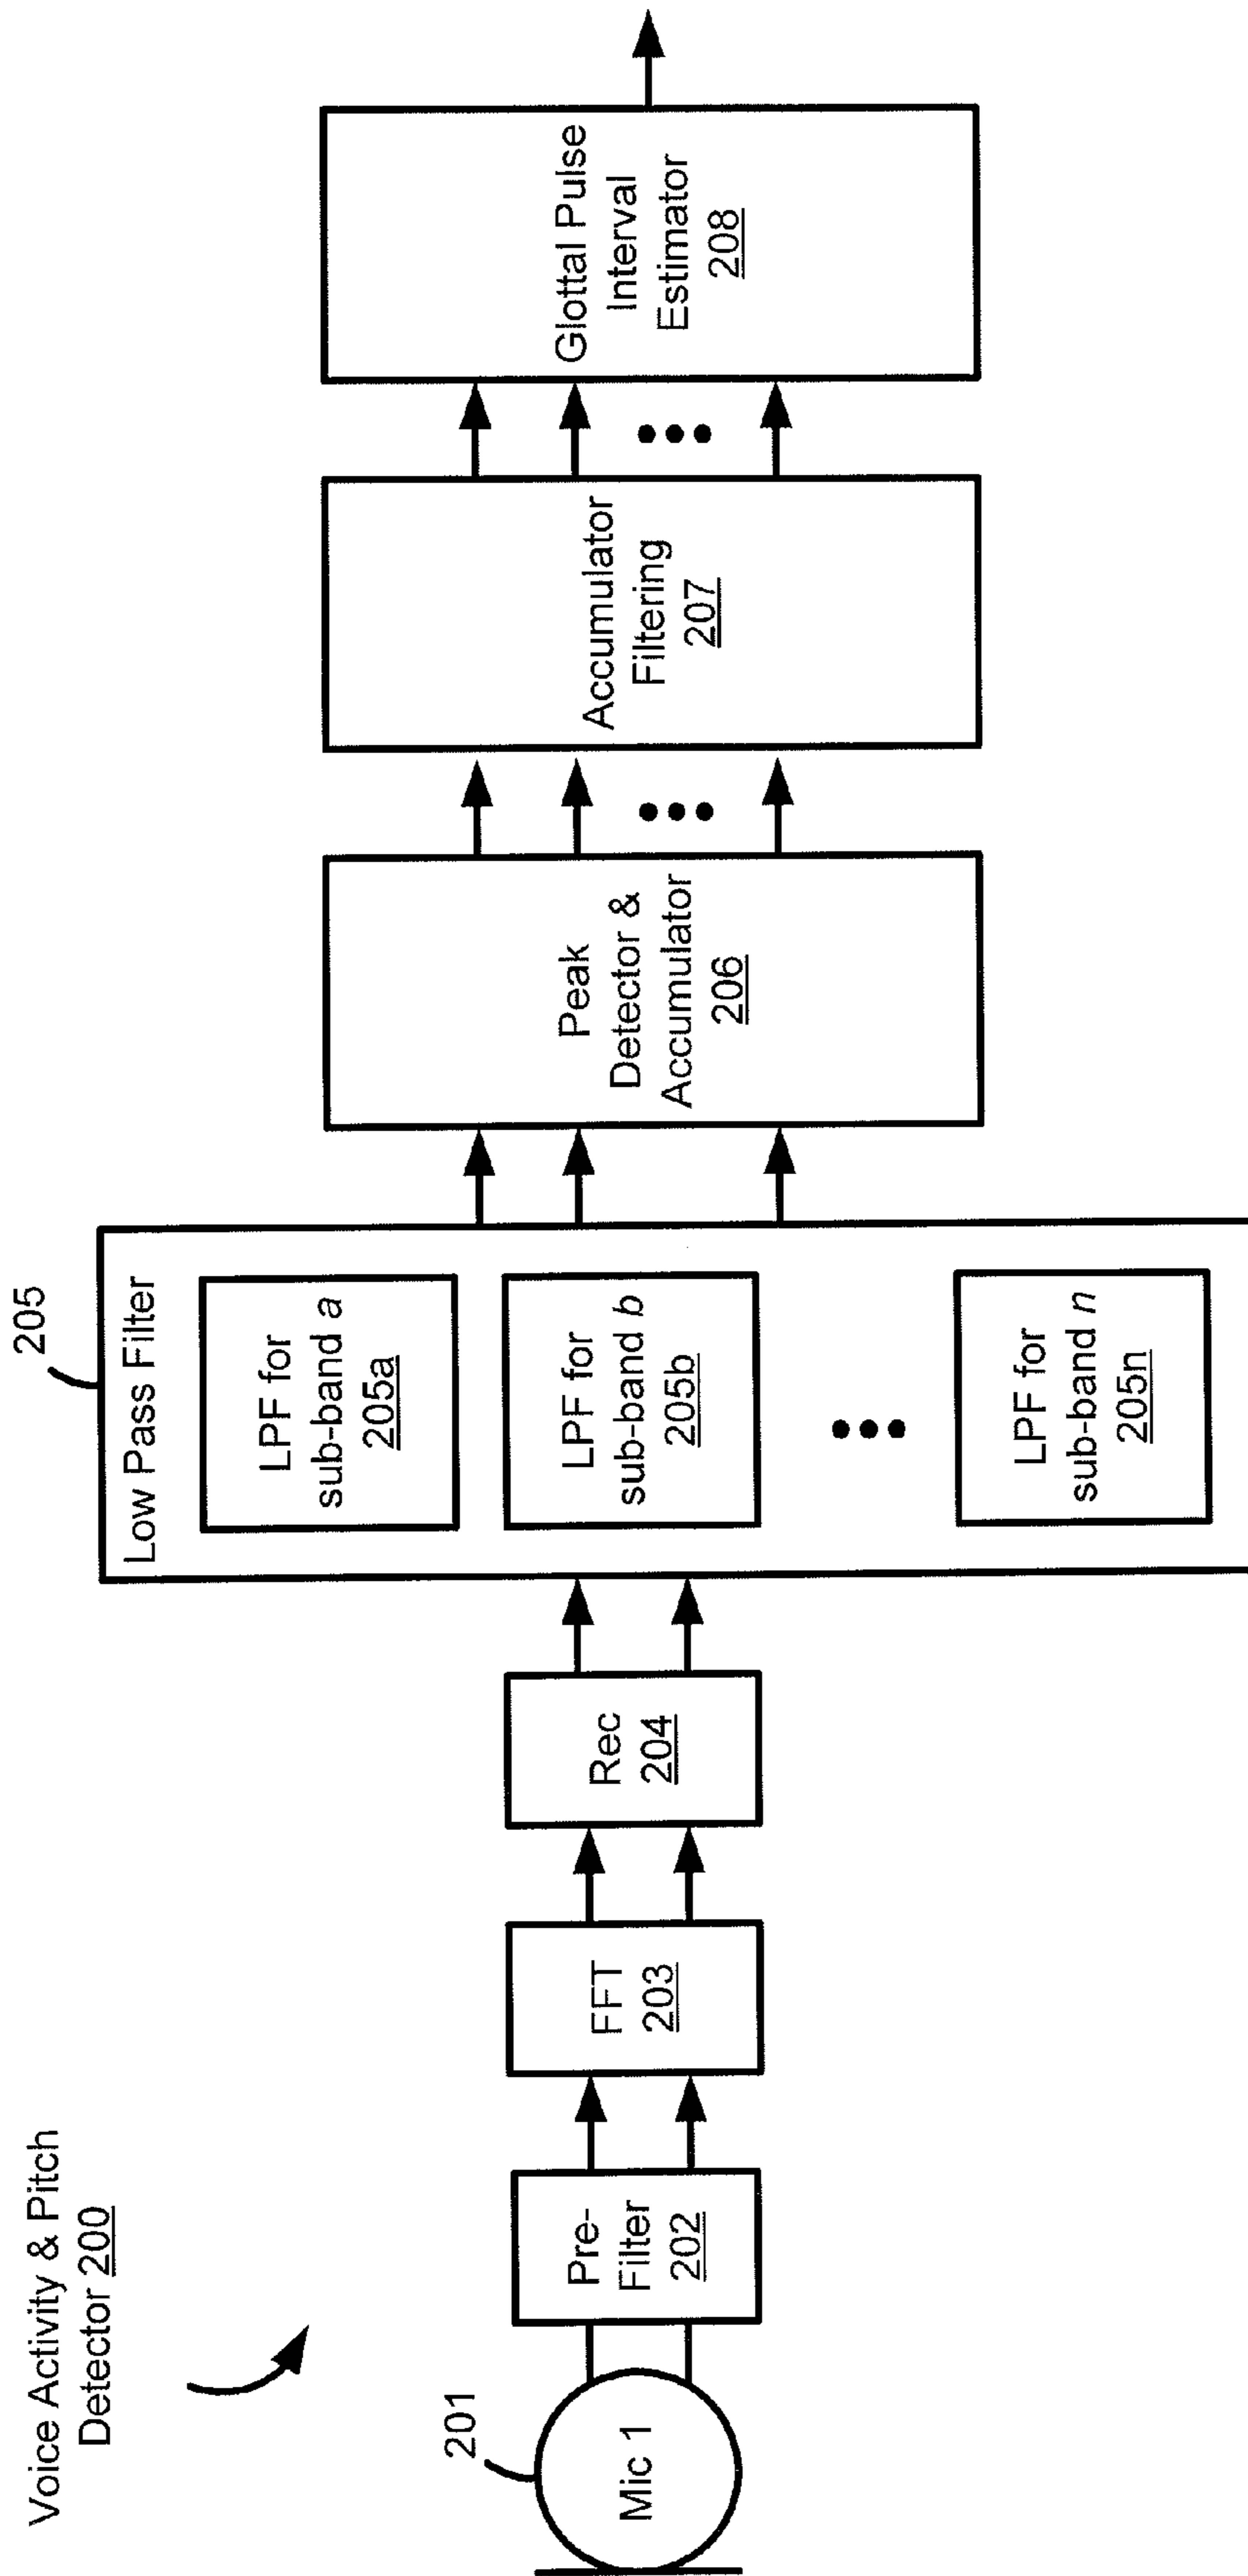 Voice Activity & Pitch
Detector 200
201
Mic 1
Pre-
Filter
202
FFT
203
Rec
204
205
Low Pass Filter
LPF for
sub-band a
205a
LPF for
sub-band b
205b
LPF for
sub-band n
205n
Peak
Detector &
Accumulator
206
Accumulator
Filtering
207
Glottal Pulse
Interval
Estimator
208